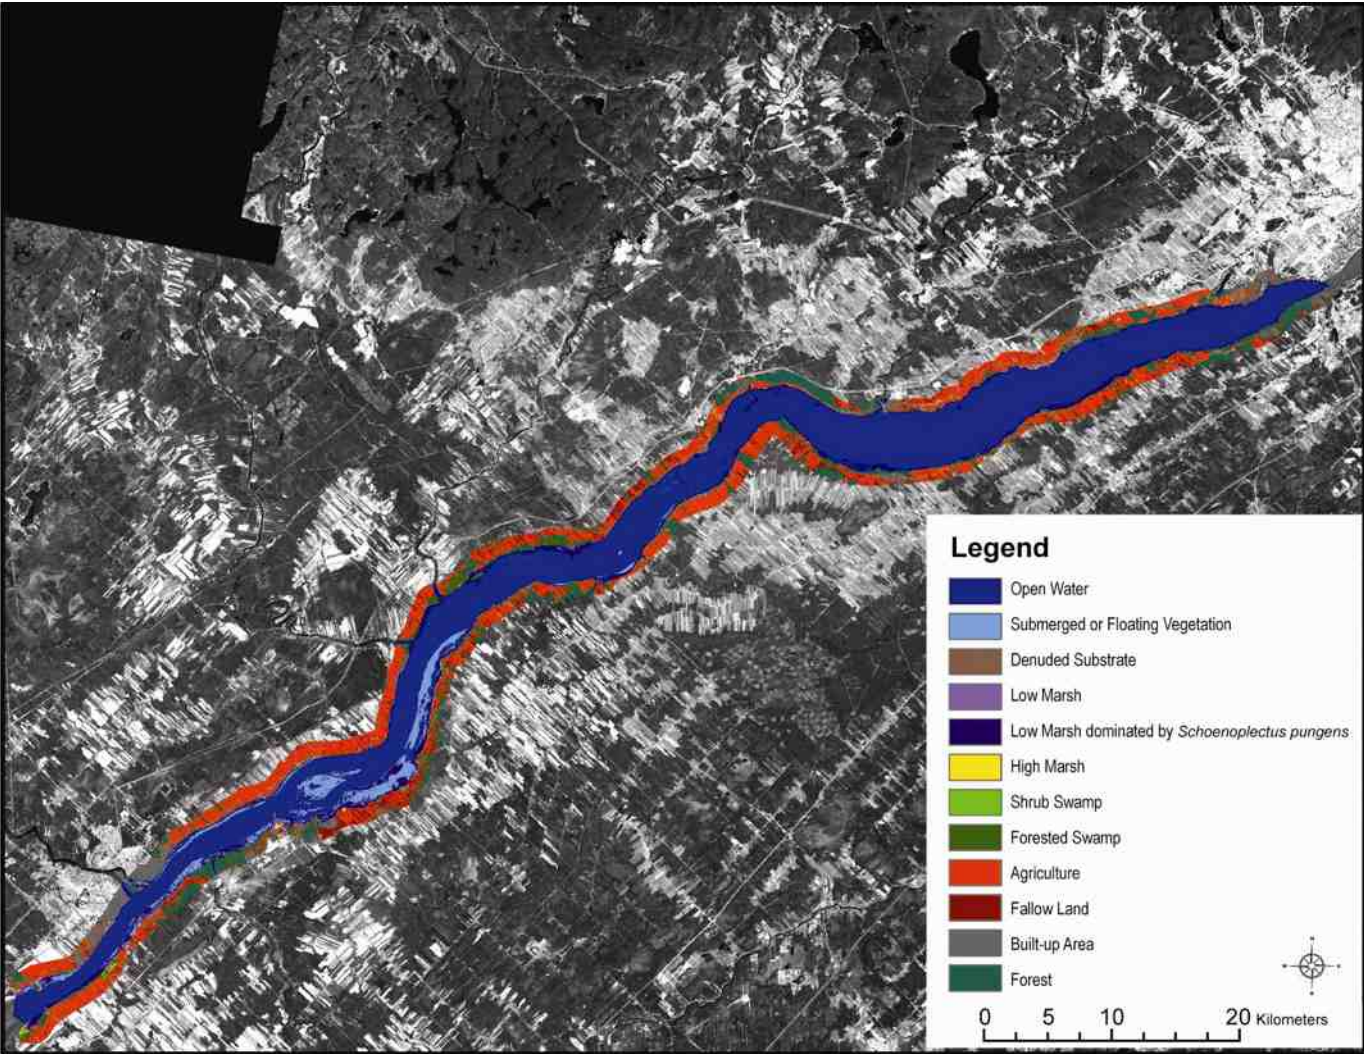 Legend
Open Water
Submerged or Floating Vegetation
Denuded Substrate
Low Marsh
Low Marsh dominated by Schoenoplectus pungens
High Marsh
Shrub Swamp
Forested Swamp
Agriculture
Fallow Land
Built-up Area
Forest
0 5 10 20 Kilometers